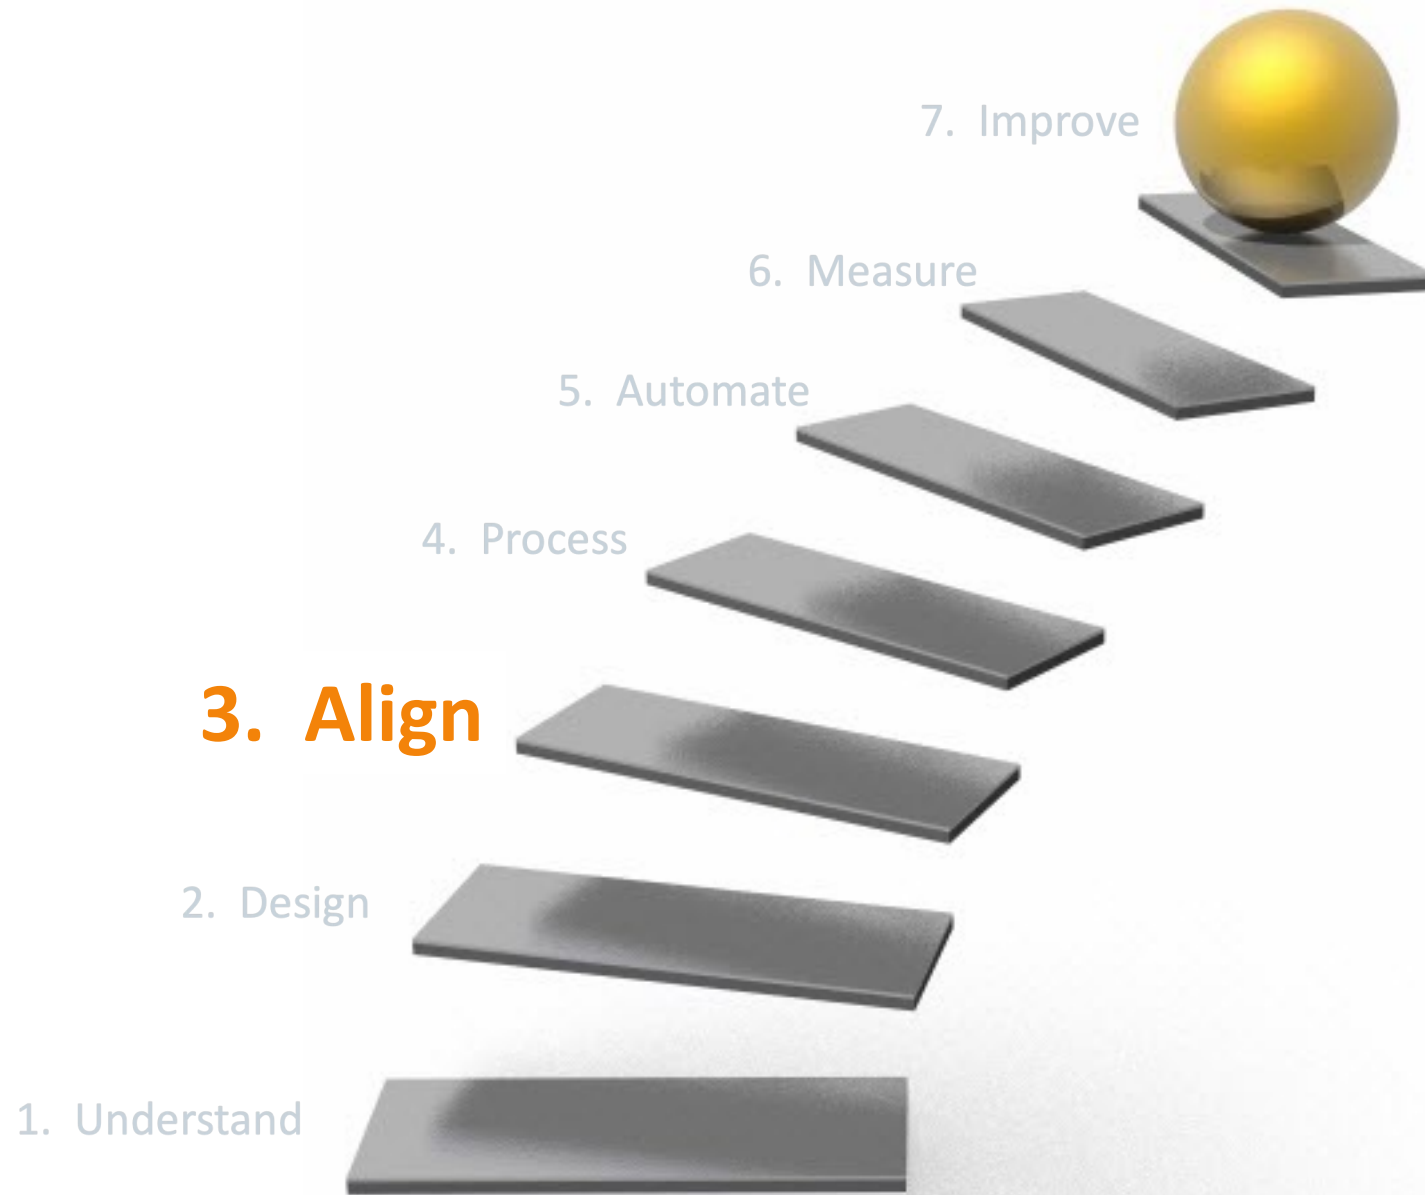 7. Improve
6. Measure
5. Automate
4. Process
3. Align
2. Design
1. Understand